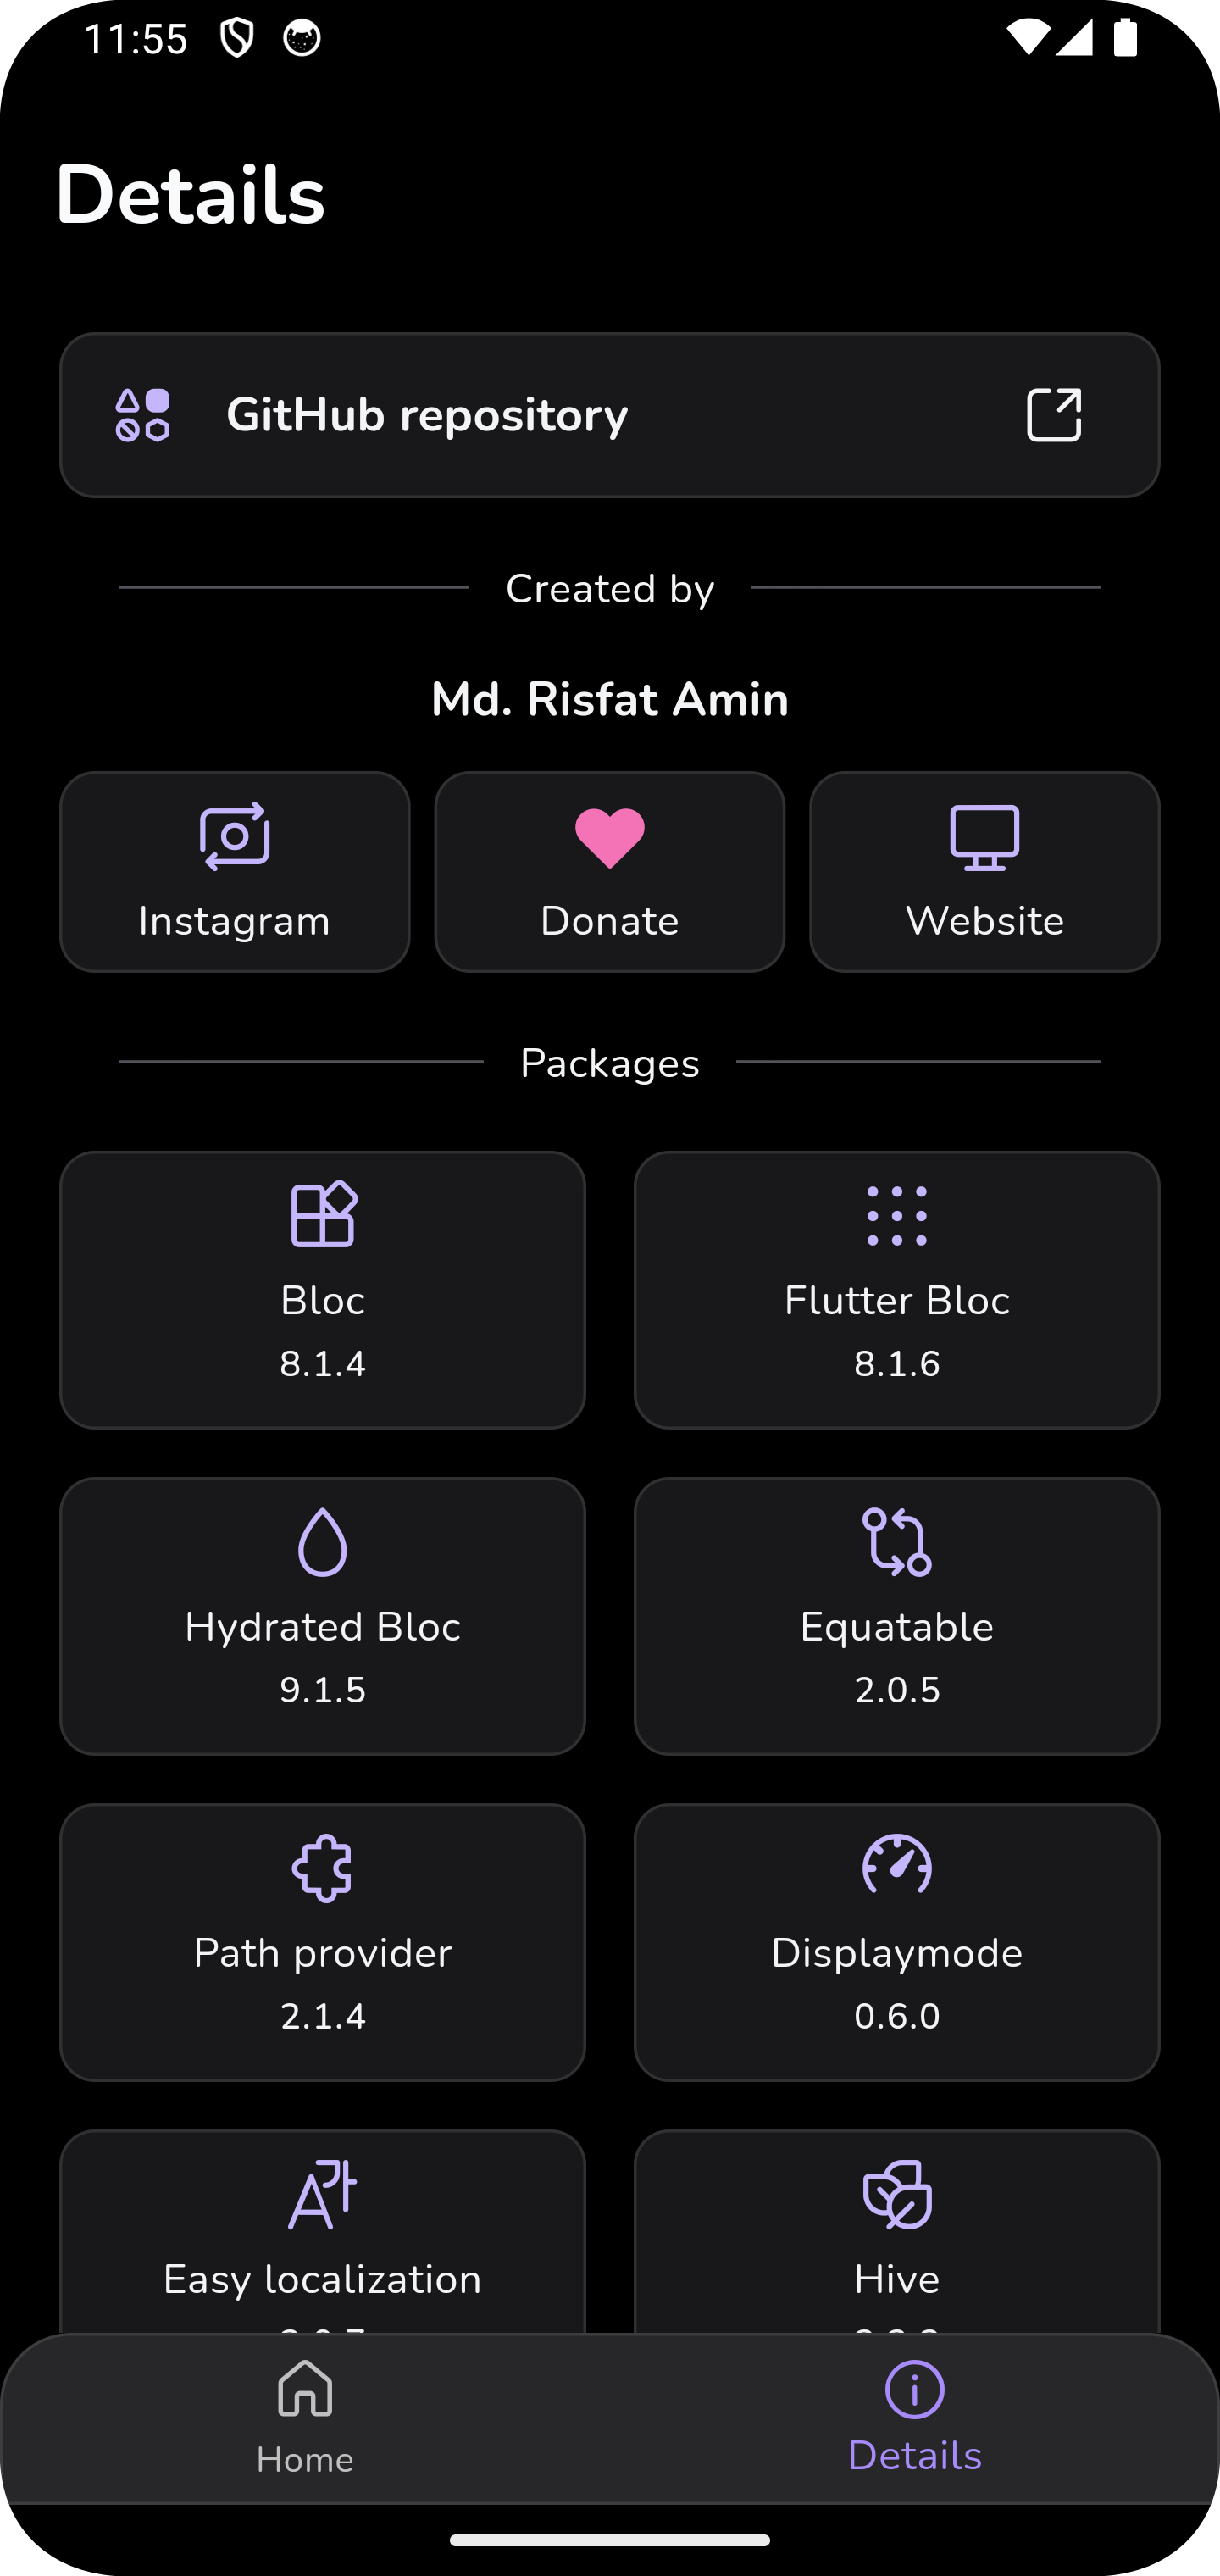 11:55
Details
GitHub repository
Created by
Md. Risfat Amin
Instagram
Donate
Website
Packages
Bloc
8.1.4
Flutter Bloc
8.1.6
Hydrated Bloc
9.1.5
Equatable
2.0.5
Path provider
2.1.4
Displaymode
0.6.0
Easy localization
Hive
Home
Details